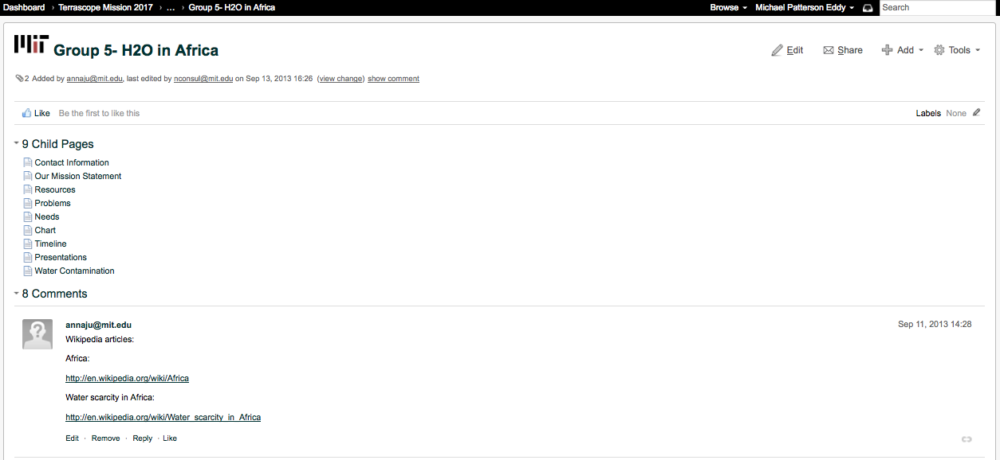 Dashboard › Terrascope Mission 2017 › ... › Group 5- H2O in Africa Browse Michael Patterson Eddy Search
MIT Group 5- H2O in Africa Edit Share Add Tools
2 Added by annaju@mit.edu, last edited by nconsul@mit.edu on Sep 13, 2013 16:26 (view change) show comment
Like Be the first to like this Labels None
9 Child Pages
Contact Information
Our Mission Statement
Resources
Problems
Needs
Chart
Timeline
Presentations
Water Contamination
8 Comments
annaju@mit.edu Sep 11, 2013 14:28
Wikipedia articles:
Africa:
http://en.wikipedia.org/wiki/Africa
Water scarcity in Africa:
http://en.wikipedia.org/wiki/Water_scarcity_in_Africa
Edit · Remove · Reply · Like